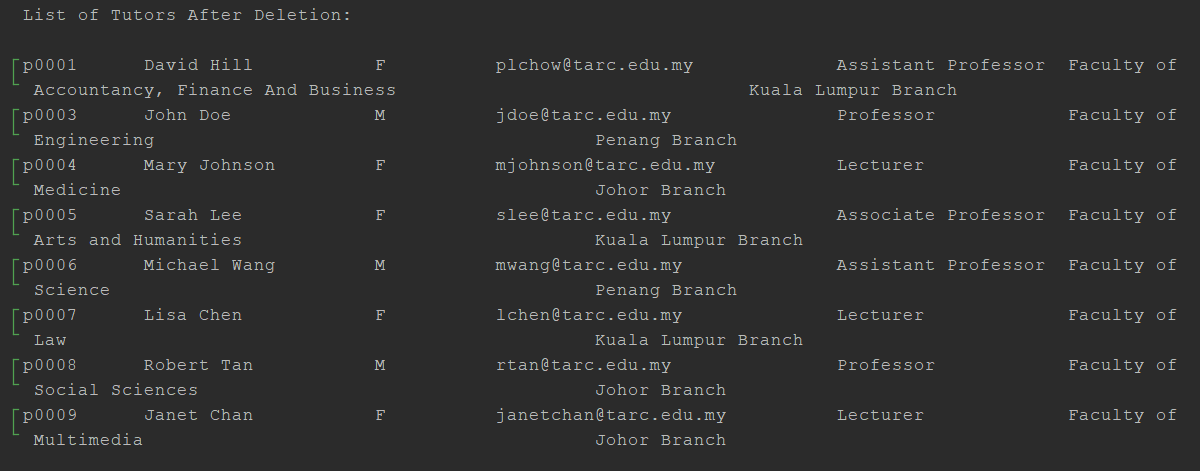 List of Tutors After Deletion:
p0001 David Hill F plchow@tarc.edu.my Assistant Professor Faculty of
Accountancy, Finance And Business Kuala Lumpur Branch
p0003 John Doe M jdoe@tarc.edu.my Professor Faculty of
Engineering Penang Branch
p0004 Mary Johnson F mjohnson@tarc.edu.my Lecturer Faculty of
Medicine Johor Branch
p0005 Sarah Lee F slee@tarc.edu.my Associate Professor Faculty of
Arts and Humanities Kuala Lumpur Branch
p0006 Michael Wang M mwang@tarc.edu.my Assistant Professor Faculty of
Science Penang Branch
p0007 Lisa Chen F lchen@tarc.edu.my Lecturer Faculty of
Law Kuala Lumpur Branch
p0008 Robert Tan M rtan@tarc.edu.my Professor Faculty of
Social Sciences Johor Branch
p0009 Janet Chan F janetchan@tarc.edu.my Lecturer Faculty of
Multimedia Johor Branch